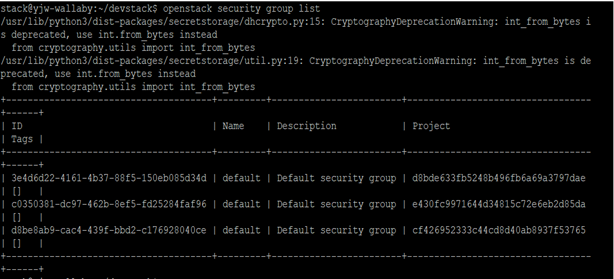 stack@yjw-wallaby:~/devstack$ openstack security group list
/usr/lib/python3/dist-packages/secretstorage/dhcrypto.py:15: CryptographyDeprecationWarning: int_from_bytes i
s deprecated, use int.from_bytes instead
  from cryptography.utils import int_from_bytes
/usr/lib/python3/dist-packages/secretstorage/util.py:19: CryptographyDeprecationWarning: int_from_bytes is de
precated, use int.from_bytes instead
  from cryptography.utils import int_from_bytes
+--------------------------------------+---------+------------------------+----------------------------------
+------+
| ID                                   | Name    | Description            | Project
| Tags |
+--------------------------------------+---------+------------------------+----------------------------------
+------+
| 3e4d6d22-4161-4b37-88f5-150eb085d34d | default | Default security group | d8bde633fb5248b496fb6a69a3797dae
| []   |
| c0350381-dc97-462b-8ef5-fd25284faf96 | default | Default security group | e430fc9971644d34815c72e6eb2d85da
| []   |
| d8be8ab9-cac4-439f-bbd2-c176928040ce | default | Default security group | cf426952333c44cd8d40ab8937f53765
| []   |
+--------------------------------------+---------+------------------------+----------------------------------
+------+